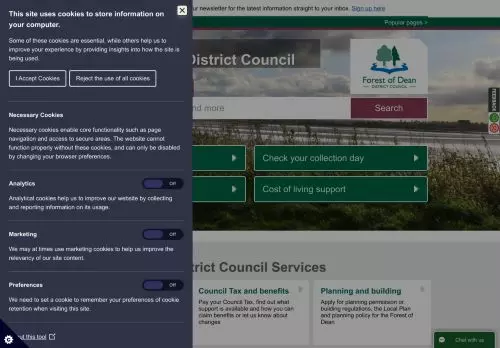 This site uses cookies to store information on
your computer.
Some of these cookies are essential, while others help us to
improve your experience by providing insights into how the site is
being used.
I Accept Cookies
Reject the use of all cookies
Necessary Cookies
Necessary cookies enable core functionality such as page
navigation and access to secure areas. The website cannot
function properly without these cookies, and can only be disabled
by changing your browser preferences.
Analytics
Off
Analytical cookies help us to improve our website by collecting
and reporting information on its usage.
Marketing
Off
We may at times use marketing cookies to help us improve the
relevancy of our site content.
Preferences
Off
We need to set a cookie to remember your preferences of cookie
retention when visiting this site.
this tool
our newsletter for the latest information straight to your inbox. Sign up here
Popular pages >
District Council
Forest of Dean
DISTRICT COUNCIL
nd more
Search
FEEDBACK
Check your collection day
Cost of living support
strict Council Services
Council Tax and benefits
Pay your Council Tax, find out what
support is available and how you can
claim benefits or let us know about
changes
Planning and building
Apply for planning permission or
building regulations, the Local Plan
and planning policy for the Forest of
Dean
Chat with us